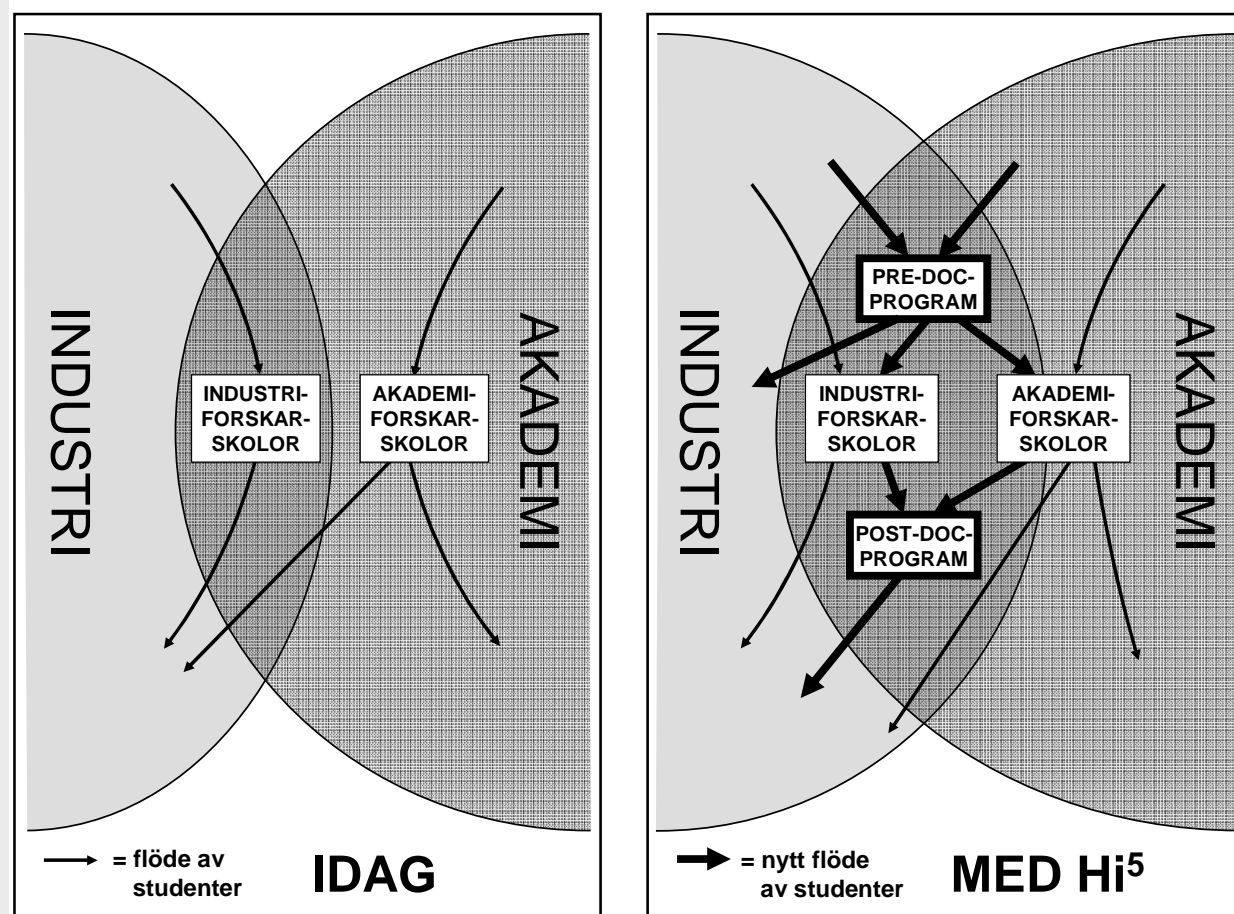 INDUSTRI
INDUSTRI-
FORSKAR-
SKOLOR
AKADEMI-
FORSKAR-
SKOLOR
AKADEMI
= flöde av
studenter
IDAG
INDUSTRI
PRE-DOC-
PROGRAM
INDUSTRI-
FORSKAR-
SKOLOR
AKADEMI-
FORSKAR-
SKOLOR
POST-DOC-
PROGRAM
AKADEMI
= nytt flöde
av studenter
MED Hi⁵